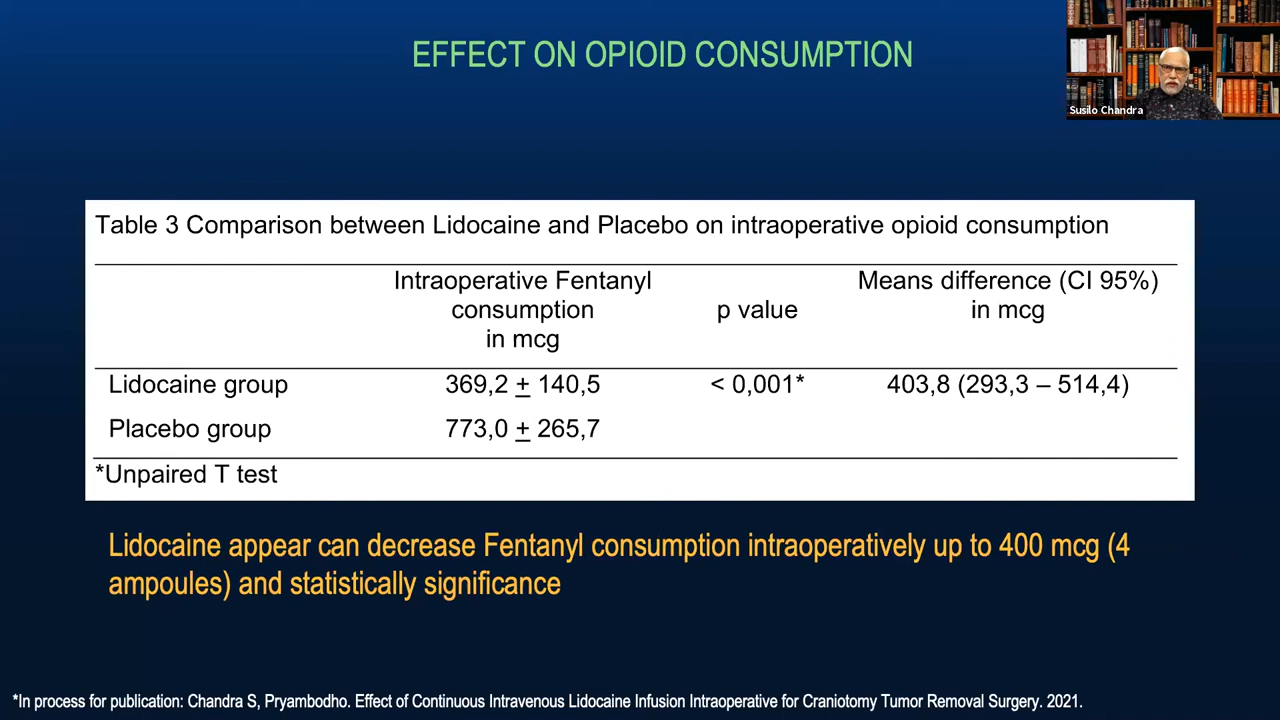 EFFECT ON OPIOID CONSUMPTION
Susilo Chandra
Table 3 Comparison between Lidocaine and Placebo on intraoperative opioid consumption
Intraoperative Fentanyl consumption in mcg
p value
Means difference (CI 95%) in mcg
Lidocaine group 369,2 ± 140,5 < 0,001* 403,8 (293,3 – 514,4)
Placebo group 773,0 ± 265,7
*Unpaired T test
Lidocaine appear can decrease Fentanyl consumption intraoperatively up to 400 mcg (4
ampoules) and statistically significance
*In process for publication: Chandra S, Pryambodho. Effect of Continuous Intravenous Lidocaine Infusion Intraoperative for Craniotomy Tumor Removal Surgery. 2021.